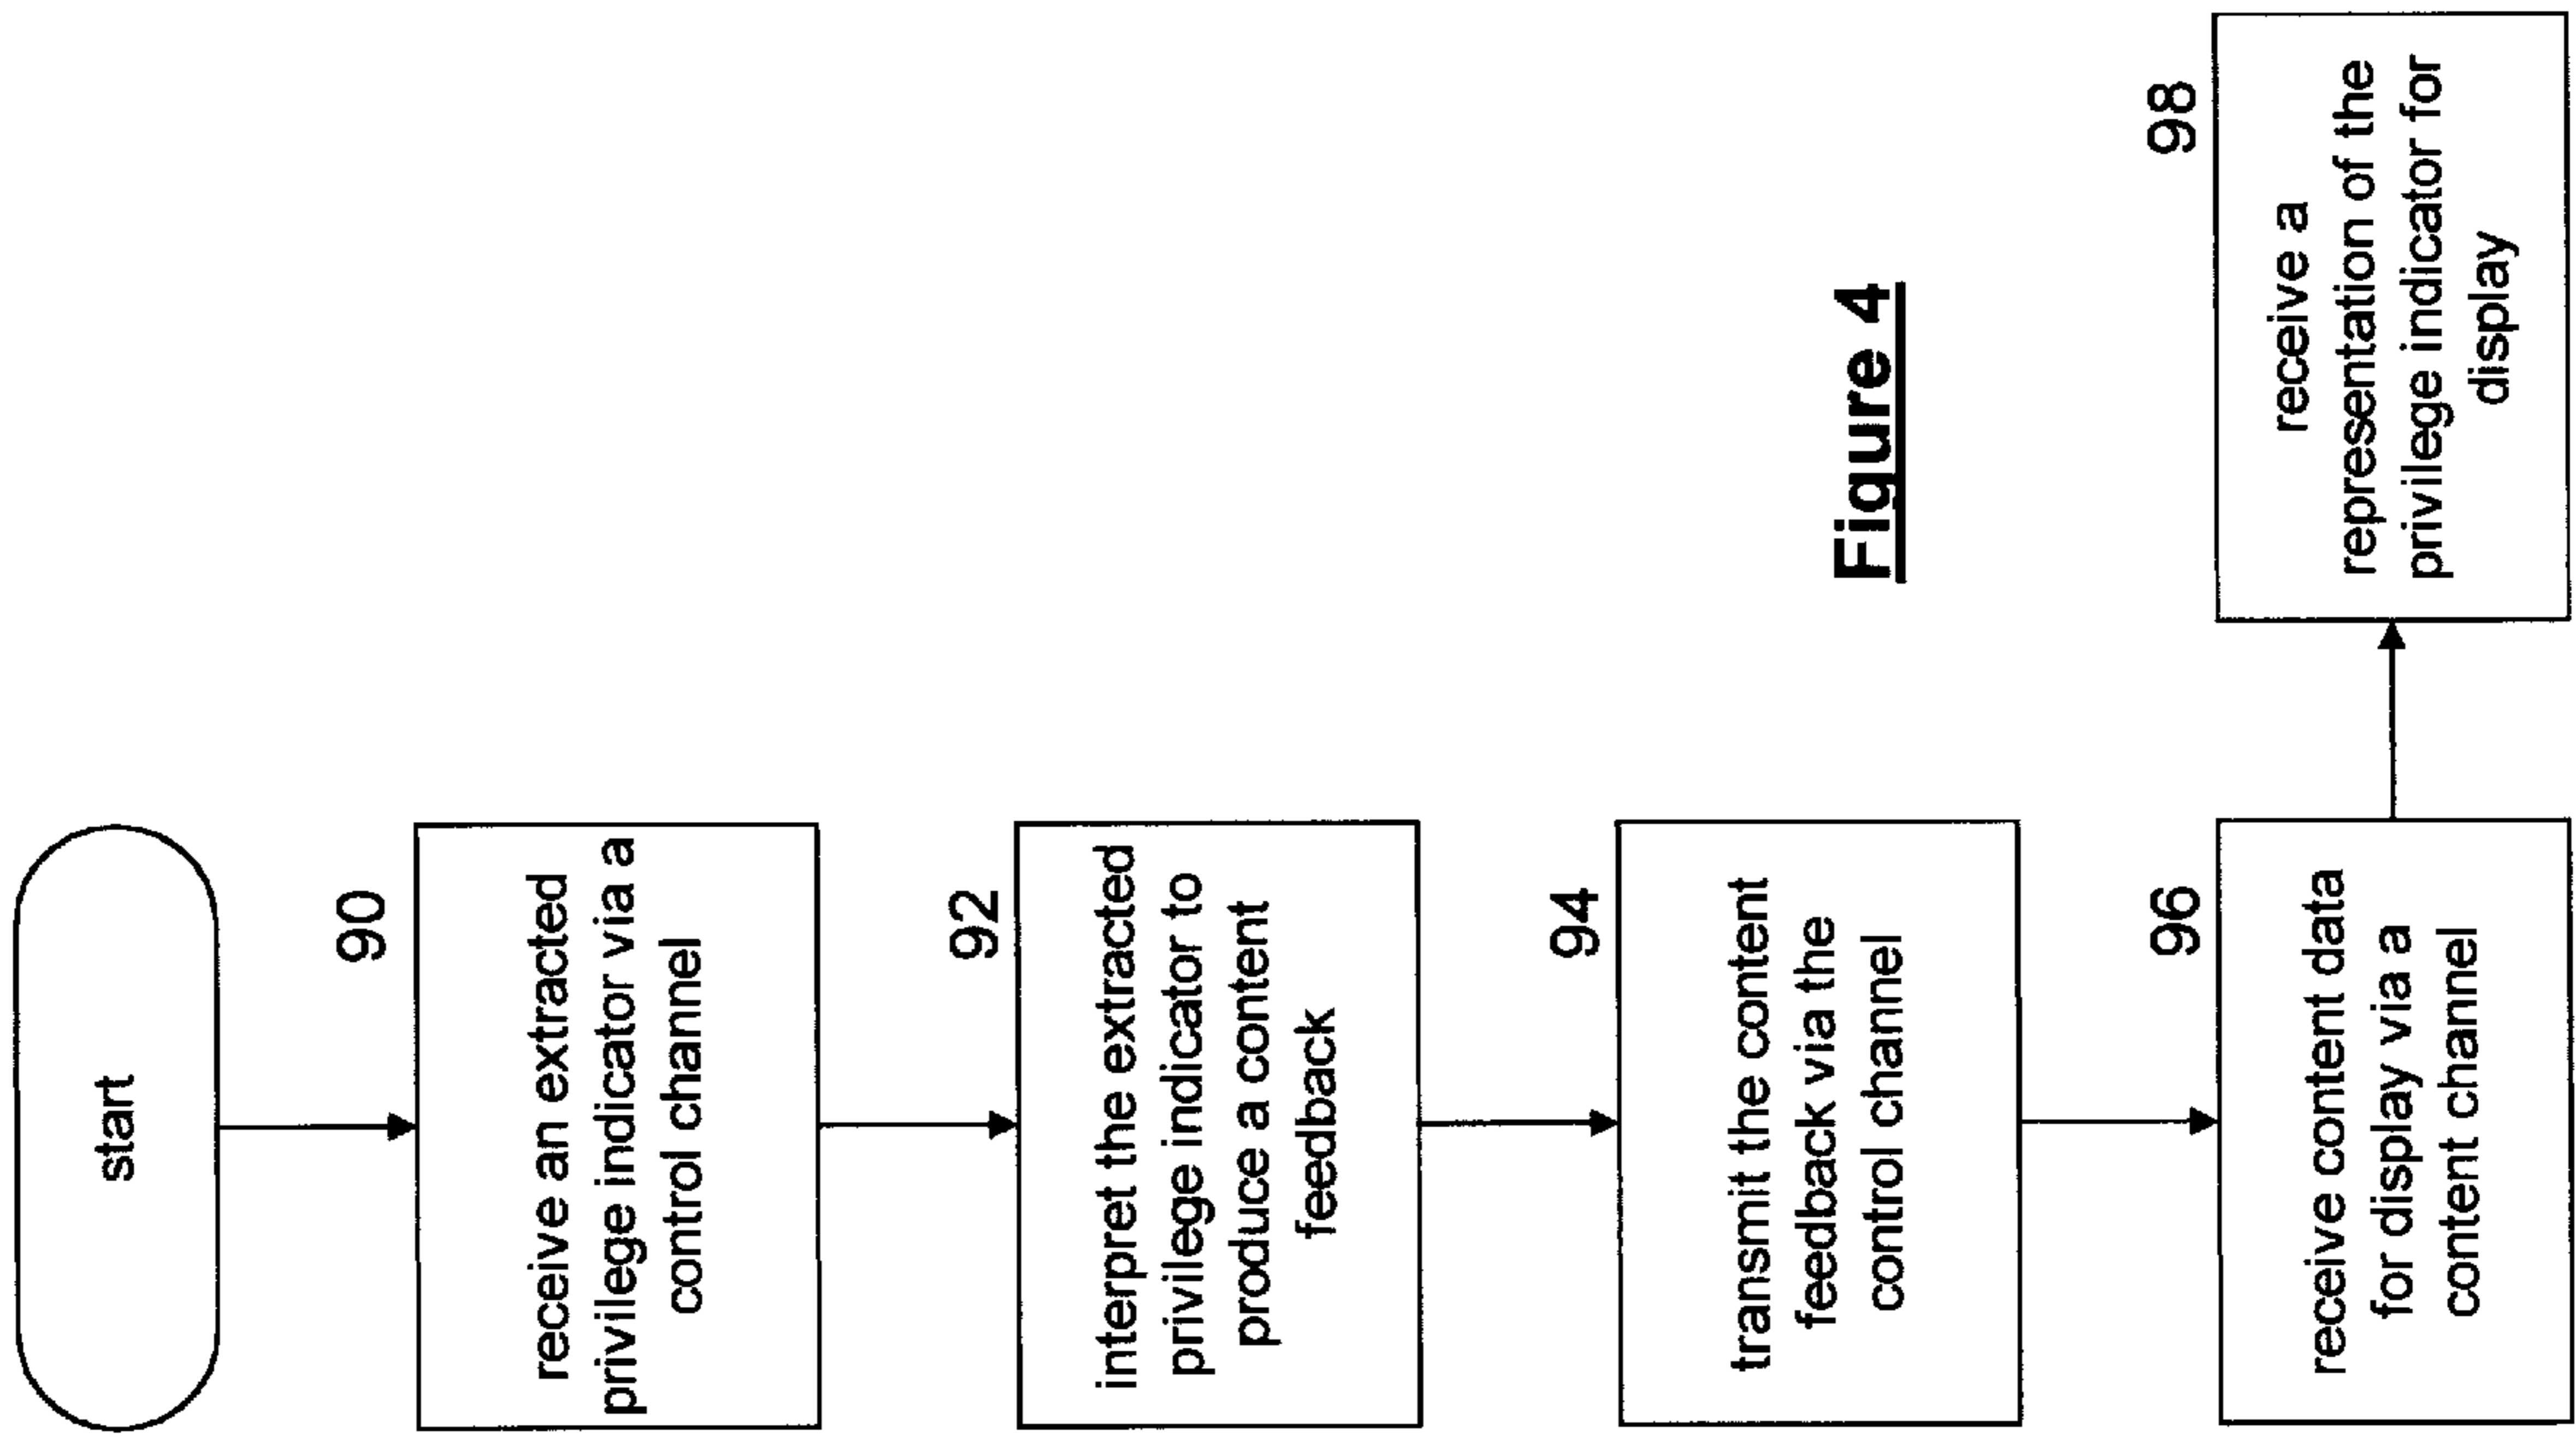 start
90
receive an extracted
privilege indicator via a
control channel
92
interpret the extracted
privilege indicator to
produce a content
feedback
94
transmit the content
feedback via the
control channel
96
receive content data
for display via a
content channel
98
receive a
representation of the
privilege indicator for
display
Figure 4